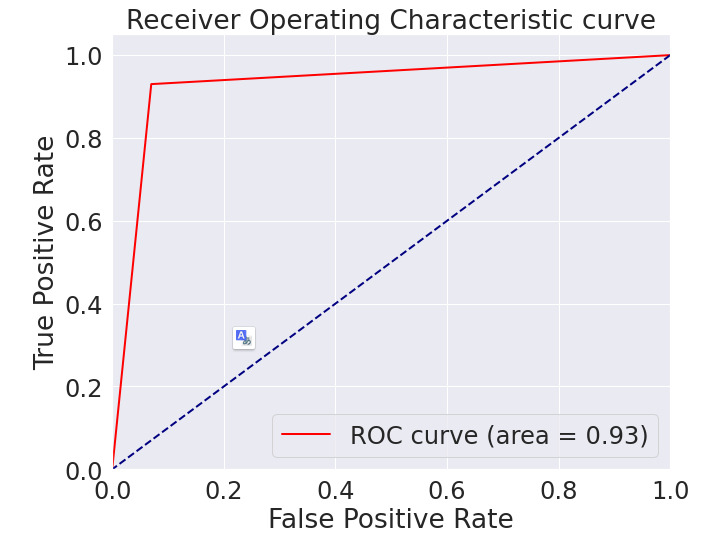 Receiver Operating Characteristic curve
1.0
0.8
0.6
0.4
0.2
0.0
True Positive Rate
A
ROC curve (area = 0.93)
0.0 0.2 0.4 0.6 0.8 1.0
False Positive Rate